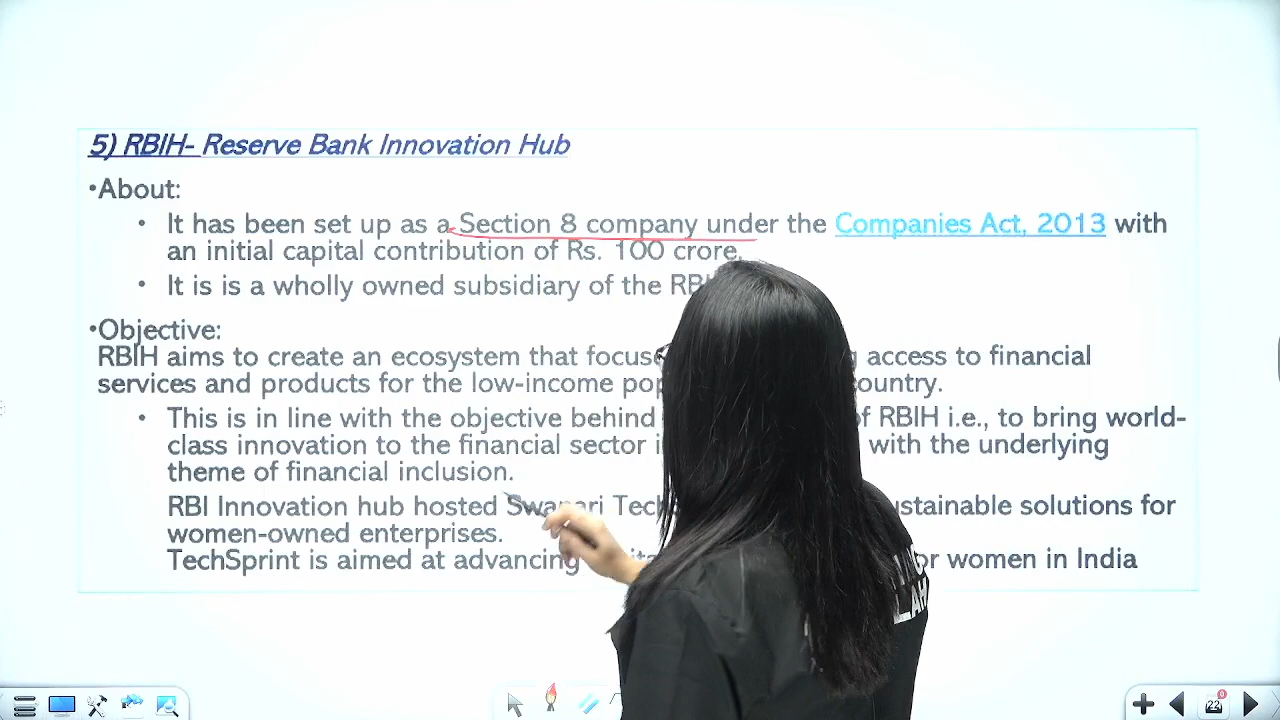 5) RBIH- Reserve Bank Innovation Hub
•About:
• It has been set up as a Section 8 company under the Companies Act, 2013 with
an initial capital contribution of Rs. 100 crore.
• It is is a wholly owned subsidiary of the RB
•Objective:
RBIH aims to create an ecosystem that access to financial
services and products for the low-income
• This is in line with the objective behind of RBIH i.e., to bring world-
class innovation to the financial sector with the underlying
theme of financial inclusion.
RBI Innovation hub hosted Swanari solutions for
women-owned enterprises.
TechSprint is aimed at advancing women in India
22